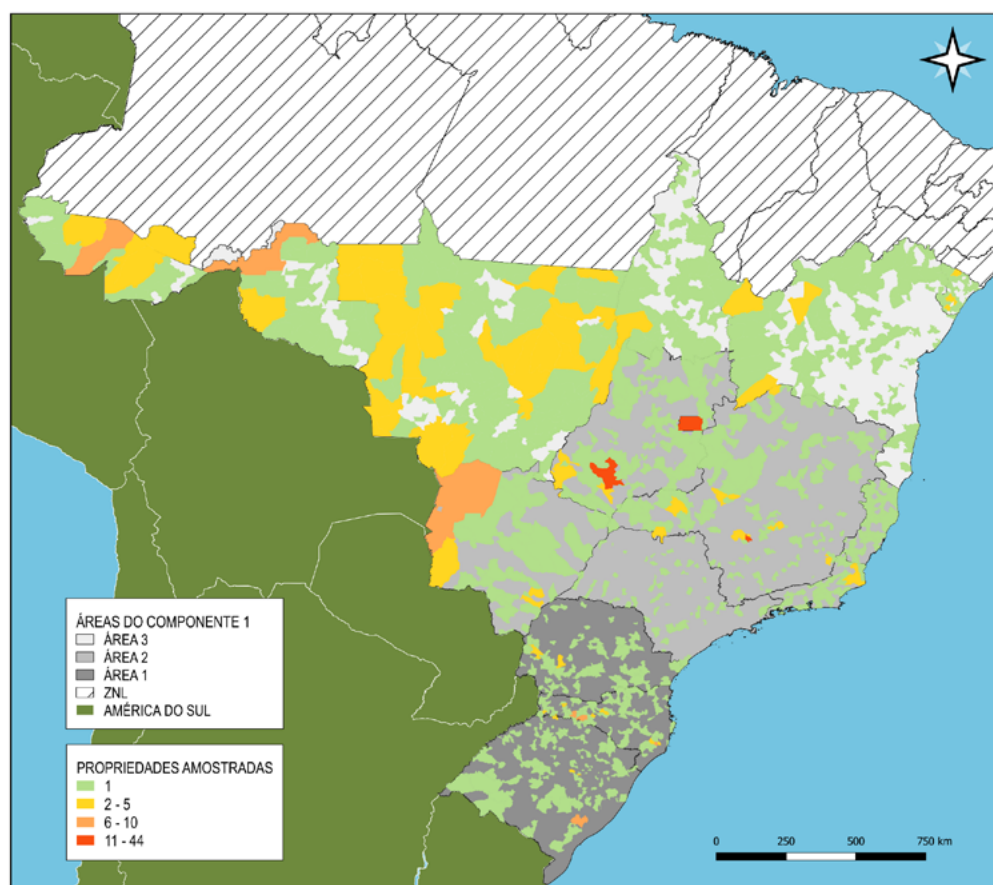 ÁREAS DO COMPONENTE 1
ÁREA 3
ÁREA 2
ÁREA 1
ZNL
AMÉRICA DO SUL
PROPRIEDADES AMOSTRADAS
1
2 - 5
6 - 10
11 - 44
0 250 500 750 km